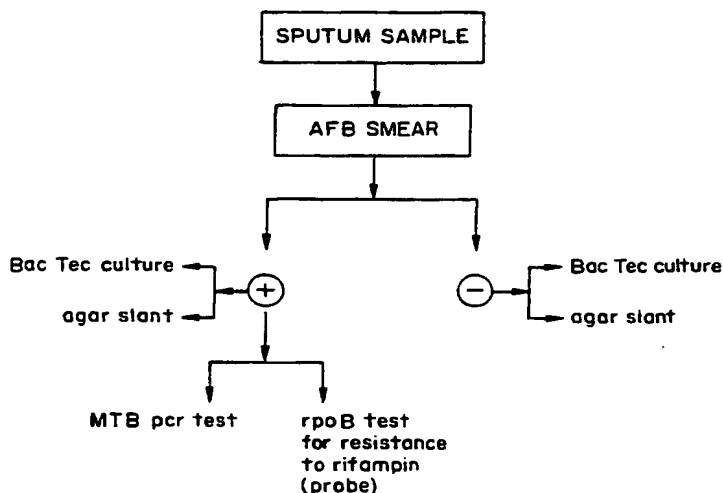 SPUTUM SAMPLE
AFB SMEAR
Bac Tec culture
agar slant
+
−
Bac Tec culture
agar slant
MTB pcr test
rpoB test
for resistance
to rifampin
(probe)